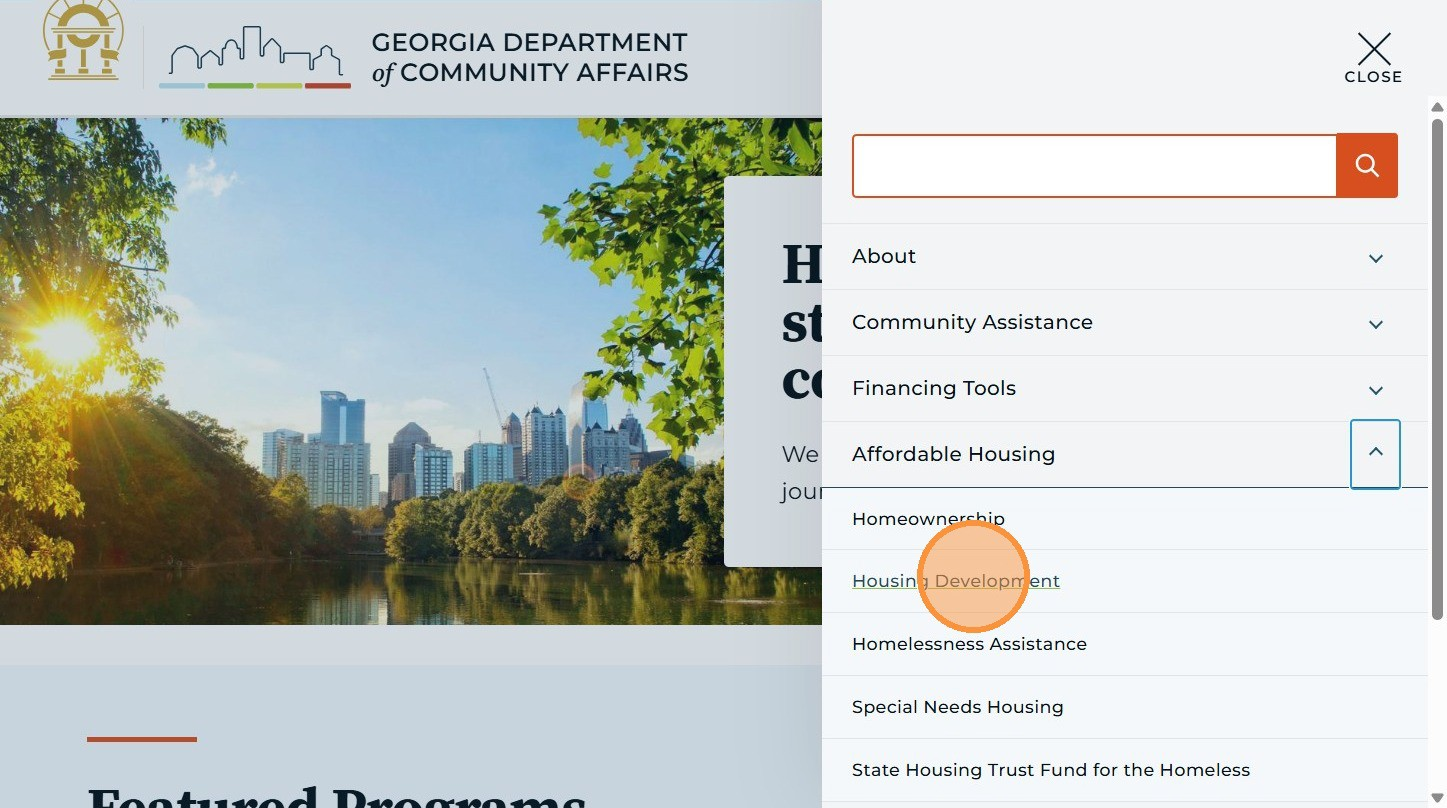 GEORGIA DEPARTMENT
of COMMUNITY AFFAIRS
CLOSE
About
Community Assistance
Financing Tools
Affordable Housing
Homeownership
Housing Development
Homelessness Assistance
Special Needs Housing
State Housing Trust Fund for the Homeless
We
Featured Programs